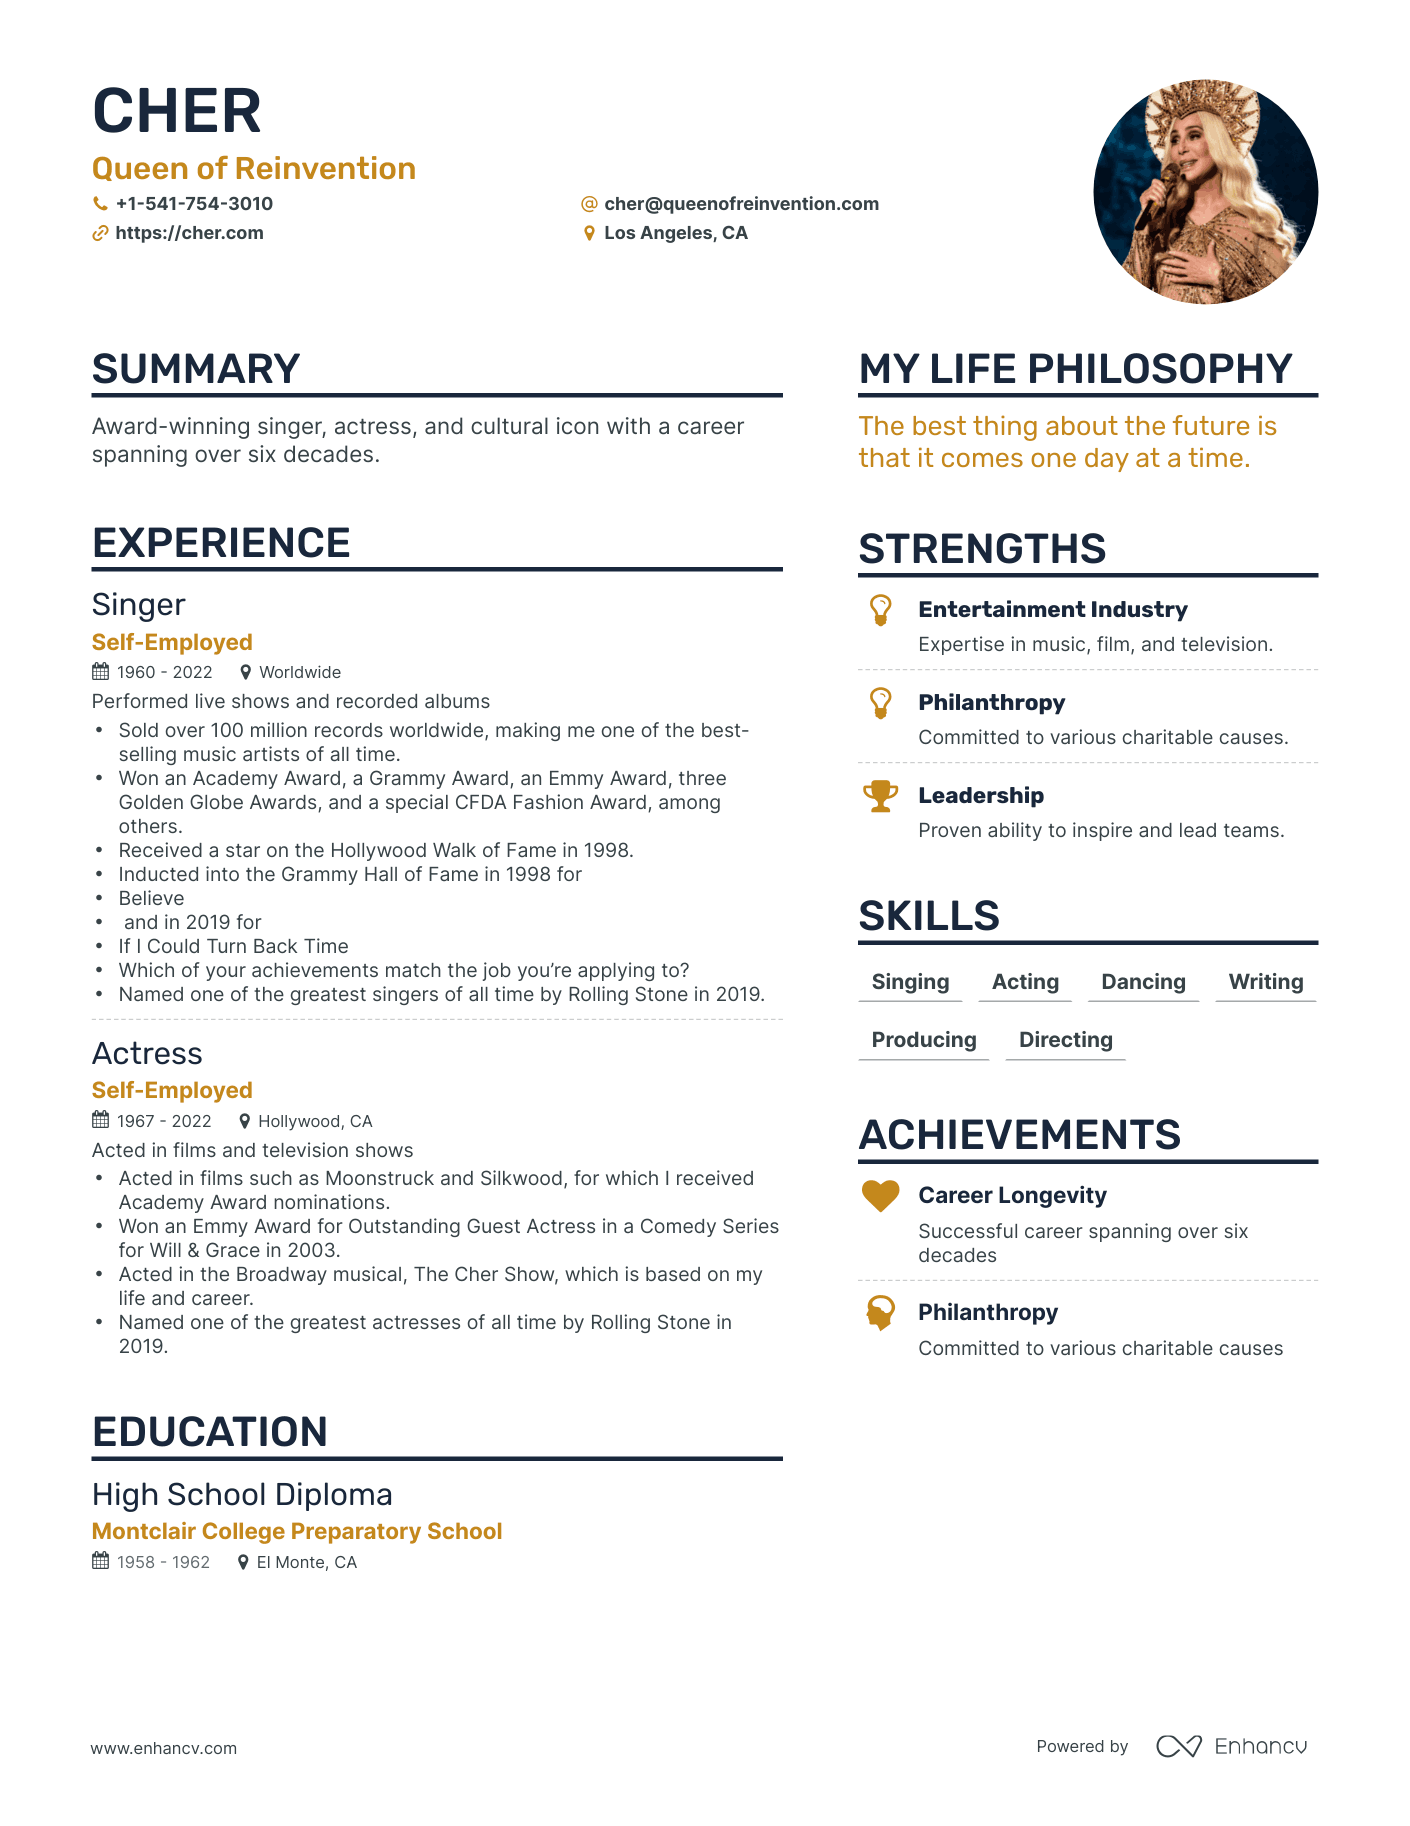 CHER
Queen of Reinvention
+1-541-754-3010
cher@queenofreinvention.com
https://cher.com
Los Angeles, CA
SUMMARY
Award-winning singer, actress, and cultural icon with a career
spanning over six decades.
EXPERIENCE
Singer
Self-Employed
1960 - 2022 Worldwide
Performed live shows and recorded albums
• Sold over 100 million records worldwide, making me one of the best-
selling music artists of all time.
• Won an Academy Award, a Grammy Award, an Emmy Award, three
Golden Globe Awards, and a special CFDA Fashion Award, among
others.
• Received a star on the Hollywood Walk of Fame in 1998.
• Inducted into the Grammy Hall of Fame in 1998 for
• Believe
• and in 2019 for
• If I Could Turn Back Time
• Which of your achievements match the job you're applying to?
• Named one of the greatest singers of all time by Rolling Stone in 2019.
Actress
Self-Employed
1967 - 2022 Hollywood, CA
Acted in films and television shows
• Acted in films such as Moonstruck and Silkwood, for which I received
Academy Award nominations.
• Won an Emmy Award for Outstanding Guest Actress in a Comedy Series
for Will & Grace in 2003.
• Acted in the Broadway musical, The Cher Show, which is based on my
life and career.
• Named one of the greatest actresses of all time by Rolling Stone in
2019.
EDUCATION
High School Diploma
Montclair College Preparatory School
1958 - 1962 El Monte, CA
MY LIFE PHILOSOPHY
The best thing about the future is
that it comes one day at a time.
STRENGTHS
Entertainment Industry
Expertise in music, film, and television.
Philanthropy
Committed to various charitable causes.
Leadership
Proven ability to inspire and lead teams.
SKILLS
Singing Acting Dancing Writing
Producing Directing
ACHIEVEMENTS
Career Longevity
Successful career spanning over six
decades
Philanthropy
Committed to various charitable causes
www.enhancv.com
Powered by Enhancv